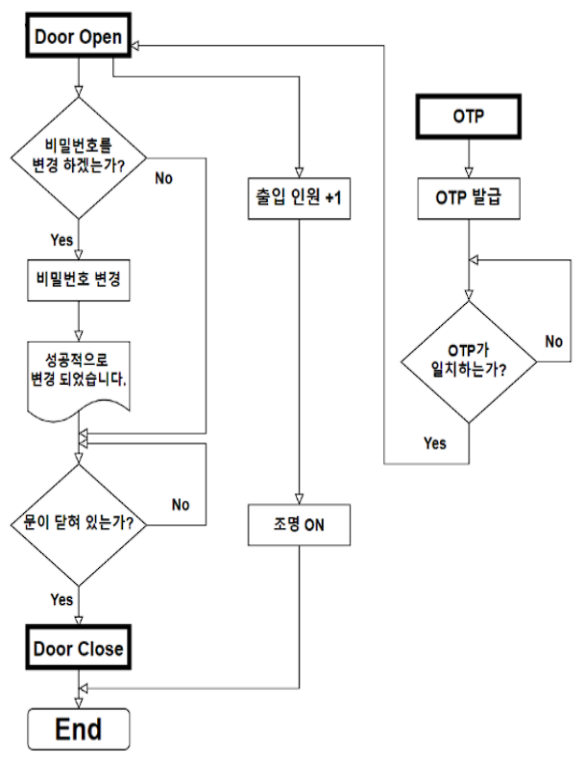 Door Open
비밀번호를
변경 하겠는가?
No
Yes
비밀번호 변경
성공적으로
변경 되었습니다.
문이 닫혀 있는가?
No
Yes
Door Close
End
출입 인원 +1
조명 ON
OTP
OTP 발급
OTP가
일치하는가?
No
Yes